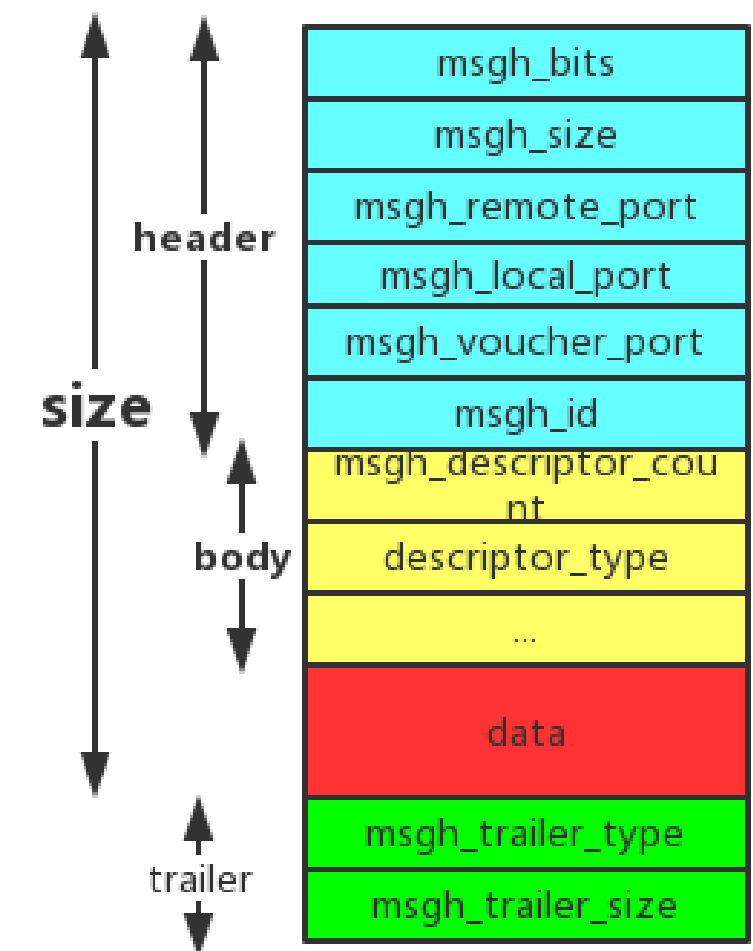 msgh_bits
msgh_size
msgh_remote_port
header
msgh_local_port
msgh_voucher_port
size
msgh_id
msgh_descriptor_cou
nt
body
descriptor_type
...
data
msgh_trailer_type
trailer
msgh_trailer_size